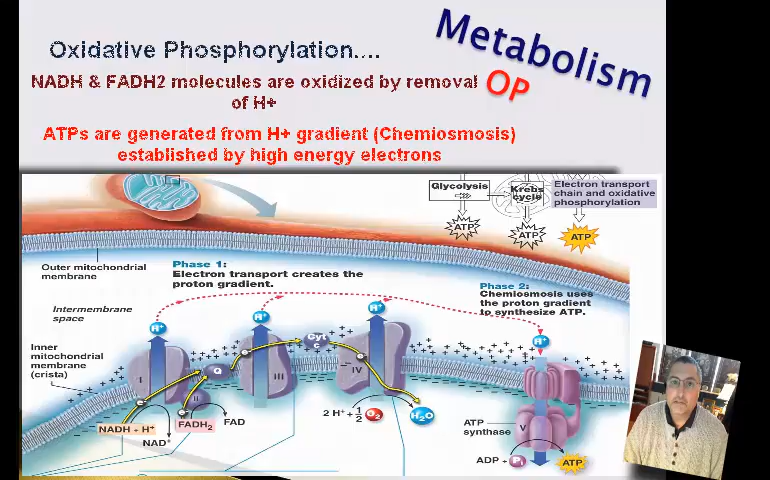 Oxidative Phosphorylation....
Metabolism
OP
NADH & FADH2 molecules are oxidized by removal
of H+
ATPs are generated from H+ gradient (Chemiosmosis)
established by high energy electrons
Glycolysis
Krebs
cycle
Electron transport
chain and oxidative
phosphorylation
ATP
ATP
ATP
Outer mitochondrial
membrane
Phase 1:
Electron transport creates the
proton gradient.
Phase 2:
Chemiosmosis uses
the proton gradient
to synthesize ATP.
Intermembrane
space
H+
H+
H+
H+
Inner
mitochondrial
membrane
(crista)
Cyt
c
I
Q
III
IV
II
NADH + H+
NAD+
FADH2
FAD
2 H+ + 1/2
O2
H2O
ATP
synthase
V
ADP +
Pi
ATP